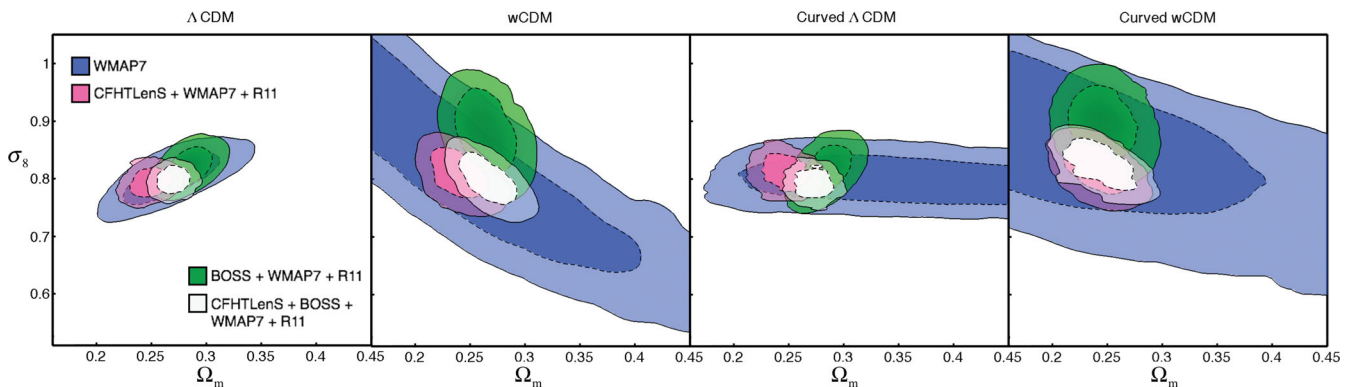 Λ CDM
wCDM
Curved Λ CDM
Curved wCDM
WMAP7
CFHTLenS + WMAP7 + R11
BOSS + WMAP7 + R11
CFHTLenS + BOSS +
WMAP7 + R11
σ8
1
0.9
0.8
0.7
0.6
0.2 0.25 0.3 0.35 0.4 0.45 0.2 0.25 0.3 0.35 0.4 0.45 0.2 0.25 0.3 0.35 0.4 0.45 0.2 0.25 0.3 0.35 0.4 0.45
Ωm Ωm Ωm Ωm